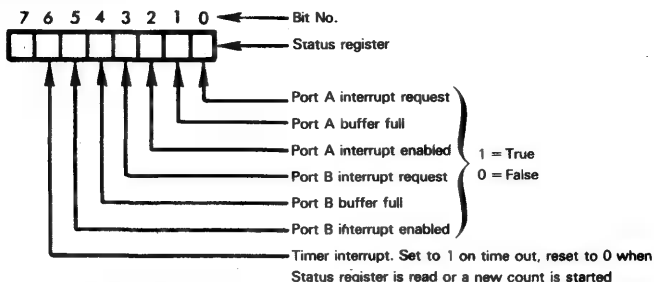 7 6 5 4 3 2 1 0 Bit No.
Status register
Port A interrupt request
Port A buffer full
Port A interrupt enabled
1 = True
Port B interrupt request
0 = False
Port B buffer full
Port B interrupt enabled
Timer interrupt. Set to 1 on time out, reset to 0 when
Status register is read or a new count is started